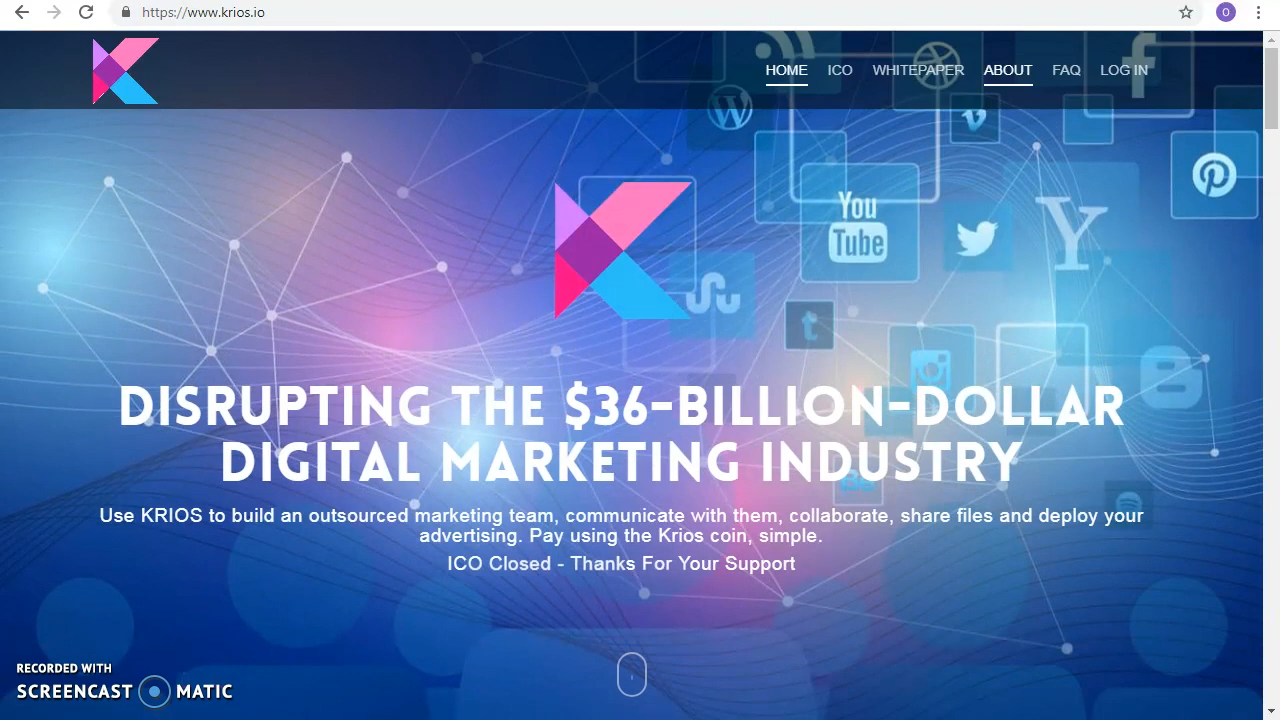 https://www.krios.io
O
HOME ICO WHITEPAPER ABOUT FAQ LOG IN
You
Tube
DISRUPTING THE $36-BILLION-DOLLAR
DIGITAL MARKETING INDUSTRY
Use KRIOS to build an outsourced marketing team, communicate with them, collaborate, share files and deploy your
advertising. Pay using the Krios coin, simple.
ICO Closed - Thanks For Your Support
RECORDED WITH
SCREENCAST MATIC